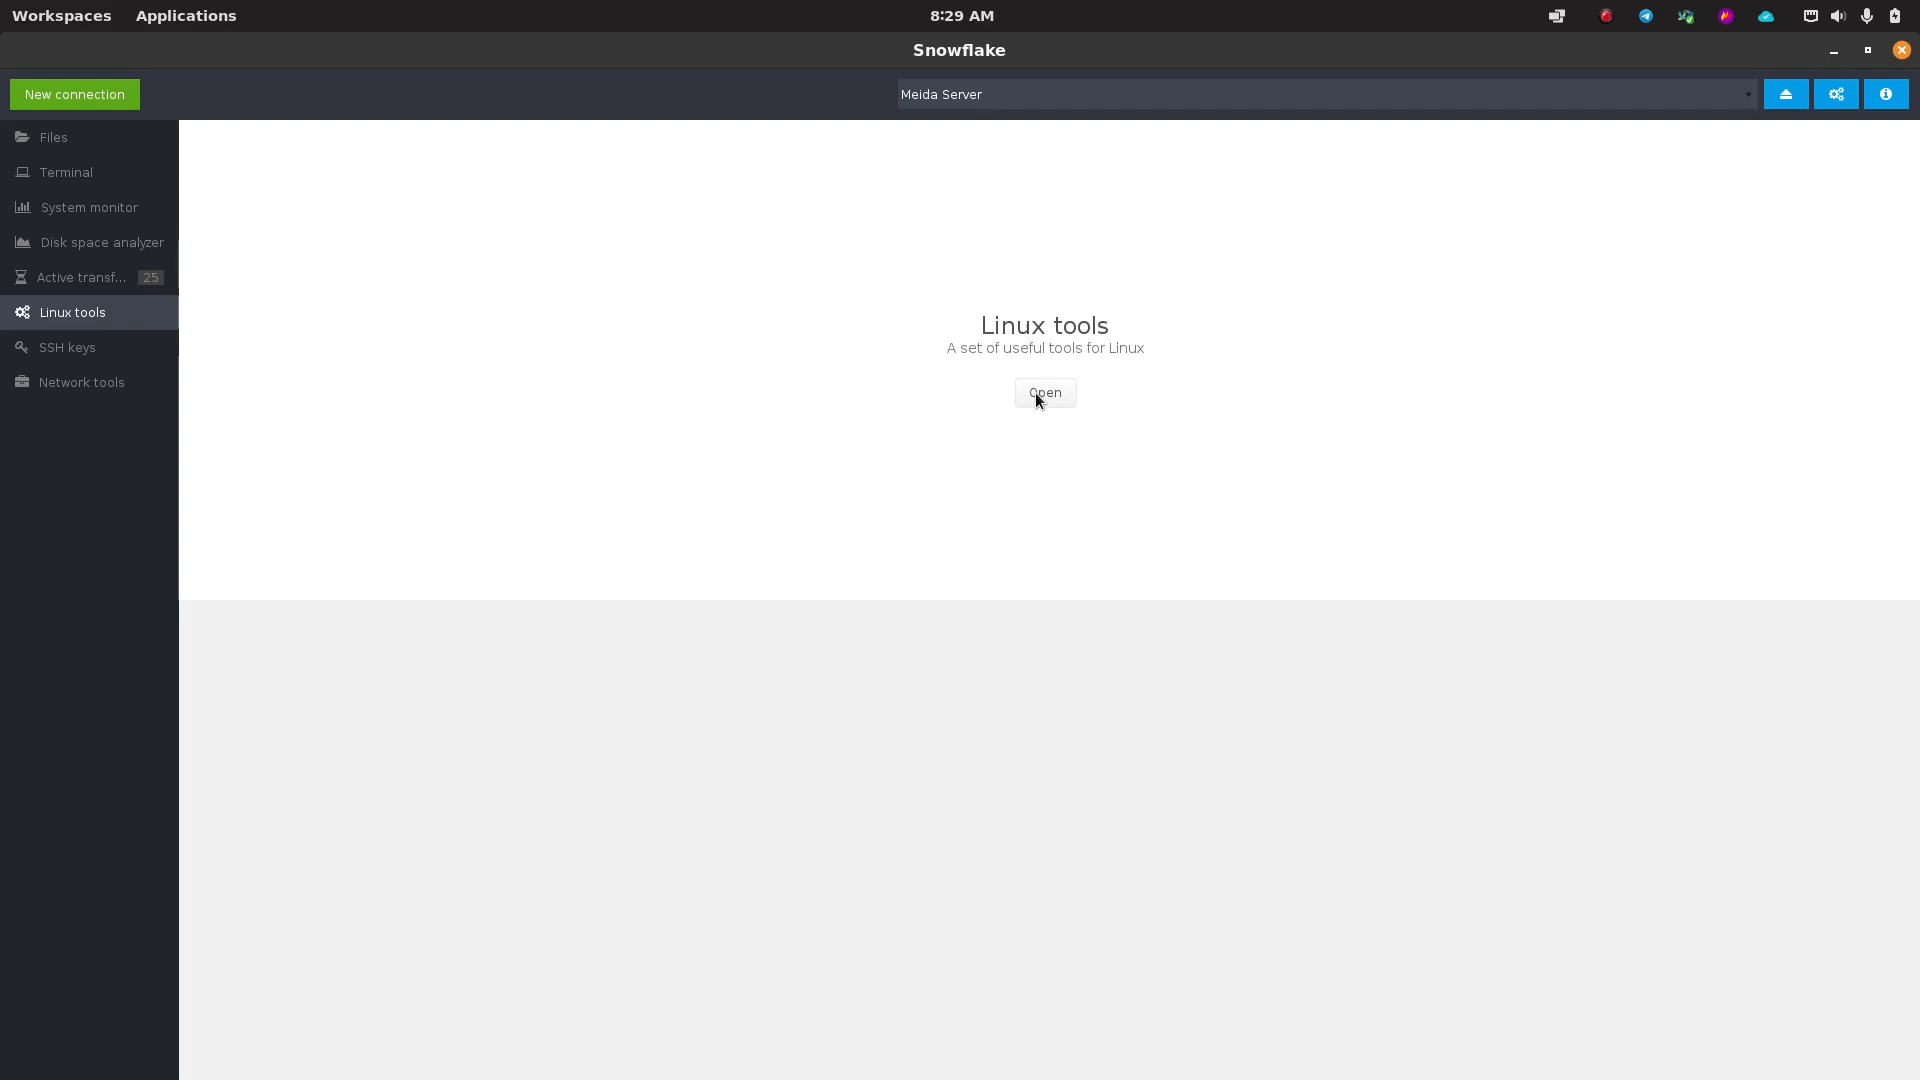 Workspaces Applications 8:29 AM
Snowflake
New connection Meida Server
Files
Terminal
System monitor
Disk space analyzer
Active transf... 25
Linux tools
SSH keys
Network tools
Linux tools
A set of useful tools for Linux
Open